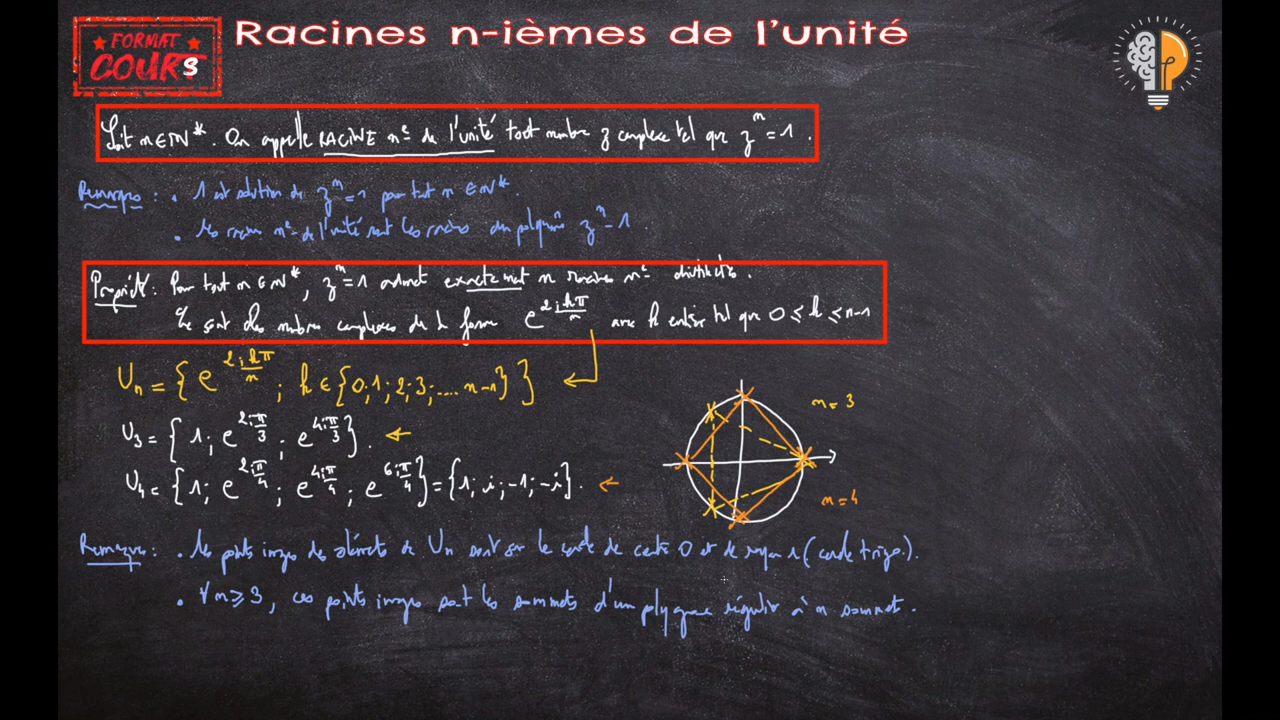 FORMAT
COURS
Racines n-ièmes de l'unité
Soit n ∈ ℕ*. On appelle RACINE nᵉ de l'unité tout nombre z complexe tel que zⁿ = 1.
Remarques : • 1 est solution de zⁿ = 1 pour tout n ∈ ℕ*.
• Les racines nᵉ de l'unité sont les racines du polynôme zⁿ - 1
Propriété : Pour tout n ∈ ℕ*, zⁿ = 1 admet exactement n racines nᵉ distinctes.
Ce sont des nombres complexes de la forme e^(2ikπ/n) avec k entier tel que 0 ≤ k ≤ n-1
Uₙ = { e^(2ikπ/n) ; k ∈ {0;1;2;3;.... n-1} }
U₃ = { 1; e^(2iπ/3) ; e^(4iπ/3) }.
U₄ = { 1; e^(2iπ/4) ; e^(4iπ/4) ; e^(6iπ/4) } = {1; i; -1; -i}.
n = 3
n = 4
Remarques : • Les points images des éléments de Uₙ sont sur le cercle de centre O et de rayon 1 (cercle trigo.).
• ∀ n ≥ 3, ces points images sont les sommets d'un polygone régulier à n sommet.